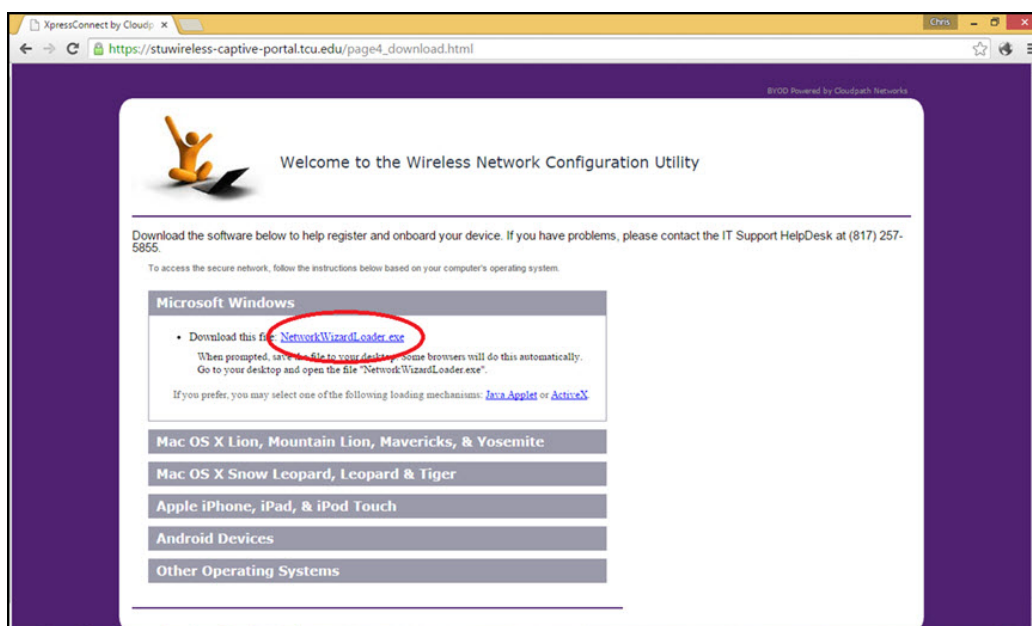 XpressConnect by Cloudp
Chris
https://stuwireless-captive-portal.tcu.edu/page4_download.html
BYOD Powered by Cloudpath Networks
Welcome to the Wireless Network Configuration Utility
Download the software below to help register and onboard your device. If you have problems, please contact the IT Support HelpDesk at (817) 257-
5855.
To access the secure network, follow the instructions below based on your computer's operating system.
Microsoft Windows
• Download this file: NetworkWizardLoader.exe
When prompted, save the file to your desktop. Some browsers will do this automatically.
Go to your desktop and open the file "NetworkWizardLoader.exe".
If you prefer, you may select one of the following loading mechanisms: Java Applet or ActiveX.
Mac OS X Lion, Mountain Lion, Mavericks, & Yosemite
Mac OS X Snow Leopard, Leopard & Tiger
Apple iPhone, iPad, & iPod Touch
Android Devices
Other Operating Systems